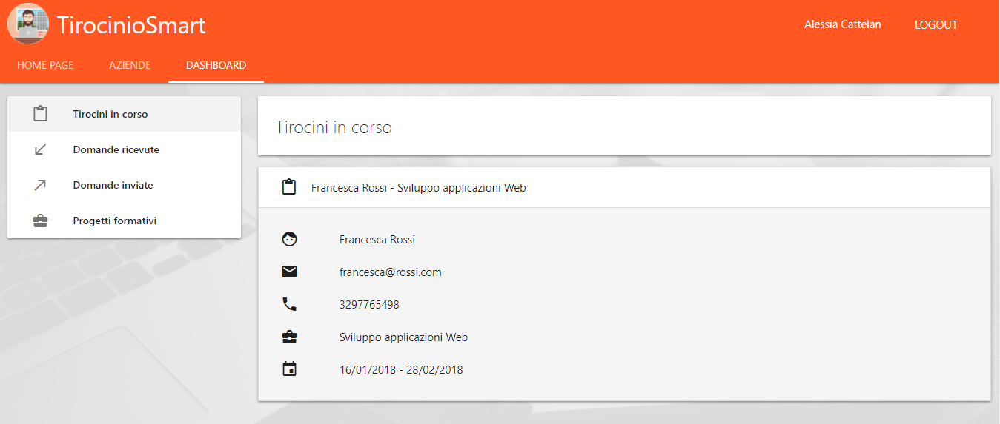 TirocinioSmart
Alessia Cattelan
LOGOUT
HOME PAGE
AZIENDE
DASHBOARD
Tirocini in corso
Domande ricevute
Domande inviate
Progetti formativi
Tirocini in corso
Francesca Rossi - Sviluppo applicazioni Web
Francesca Rossi
francesca@rossi.com
3297765498
Sviluppo applicazioni Web
16/01/2018 - 28/02/2018